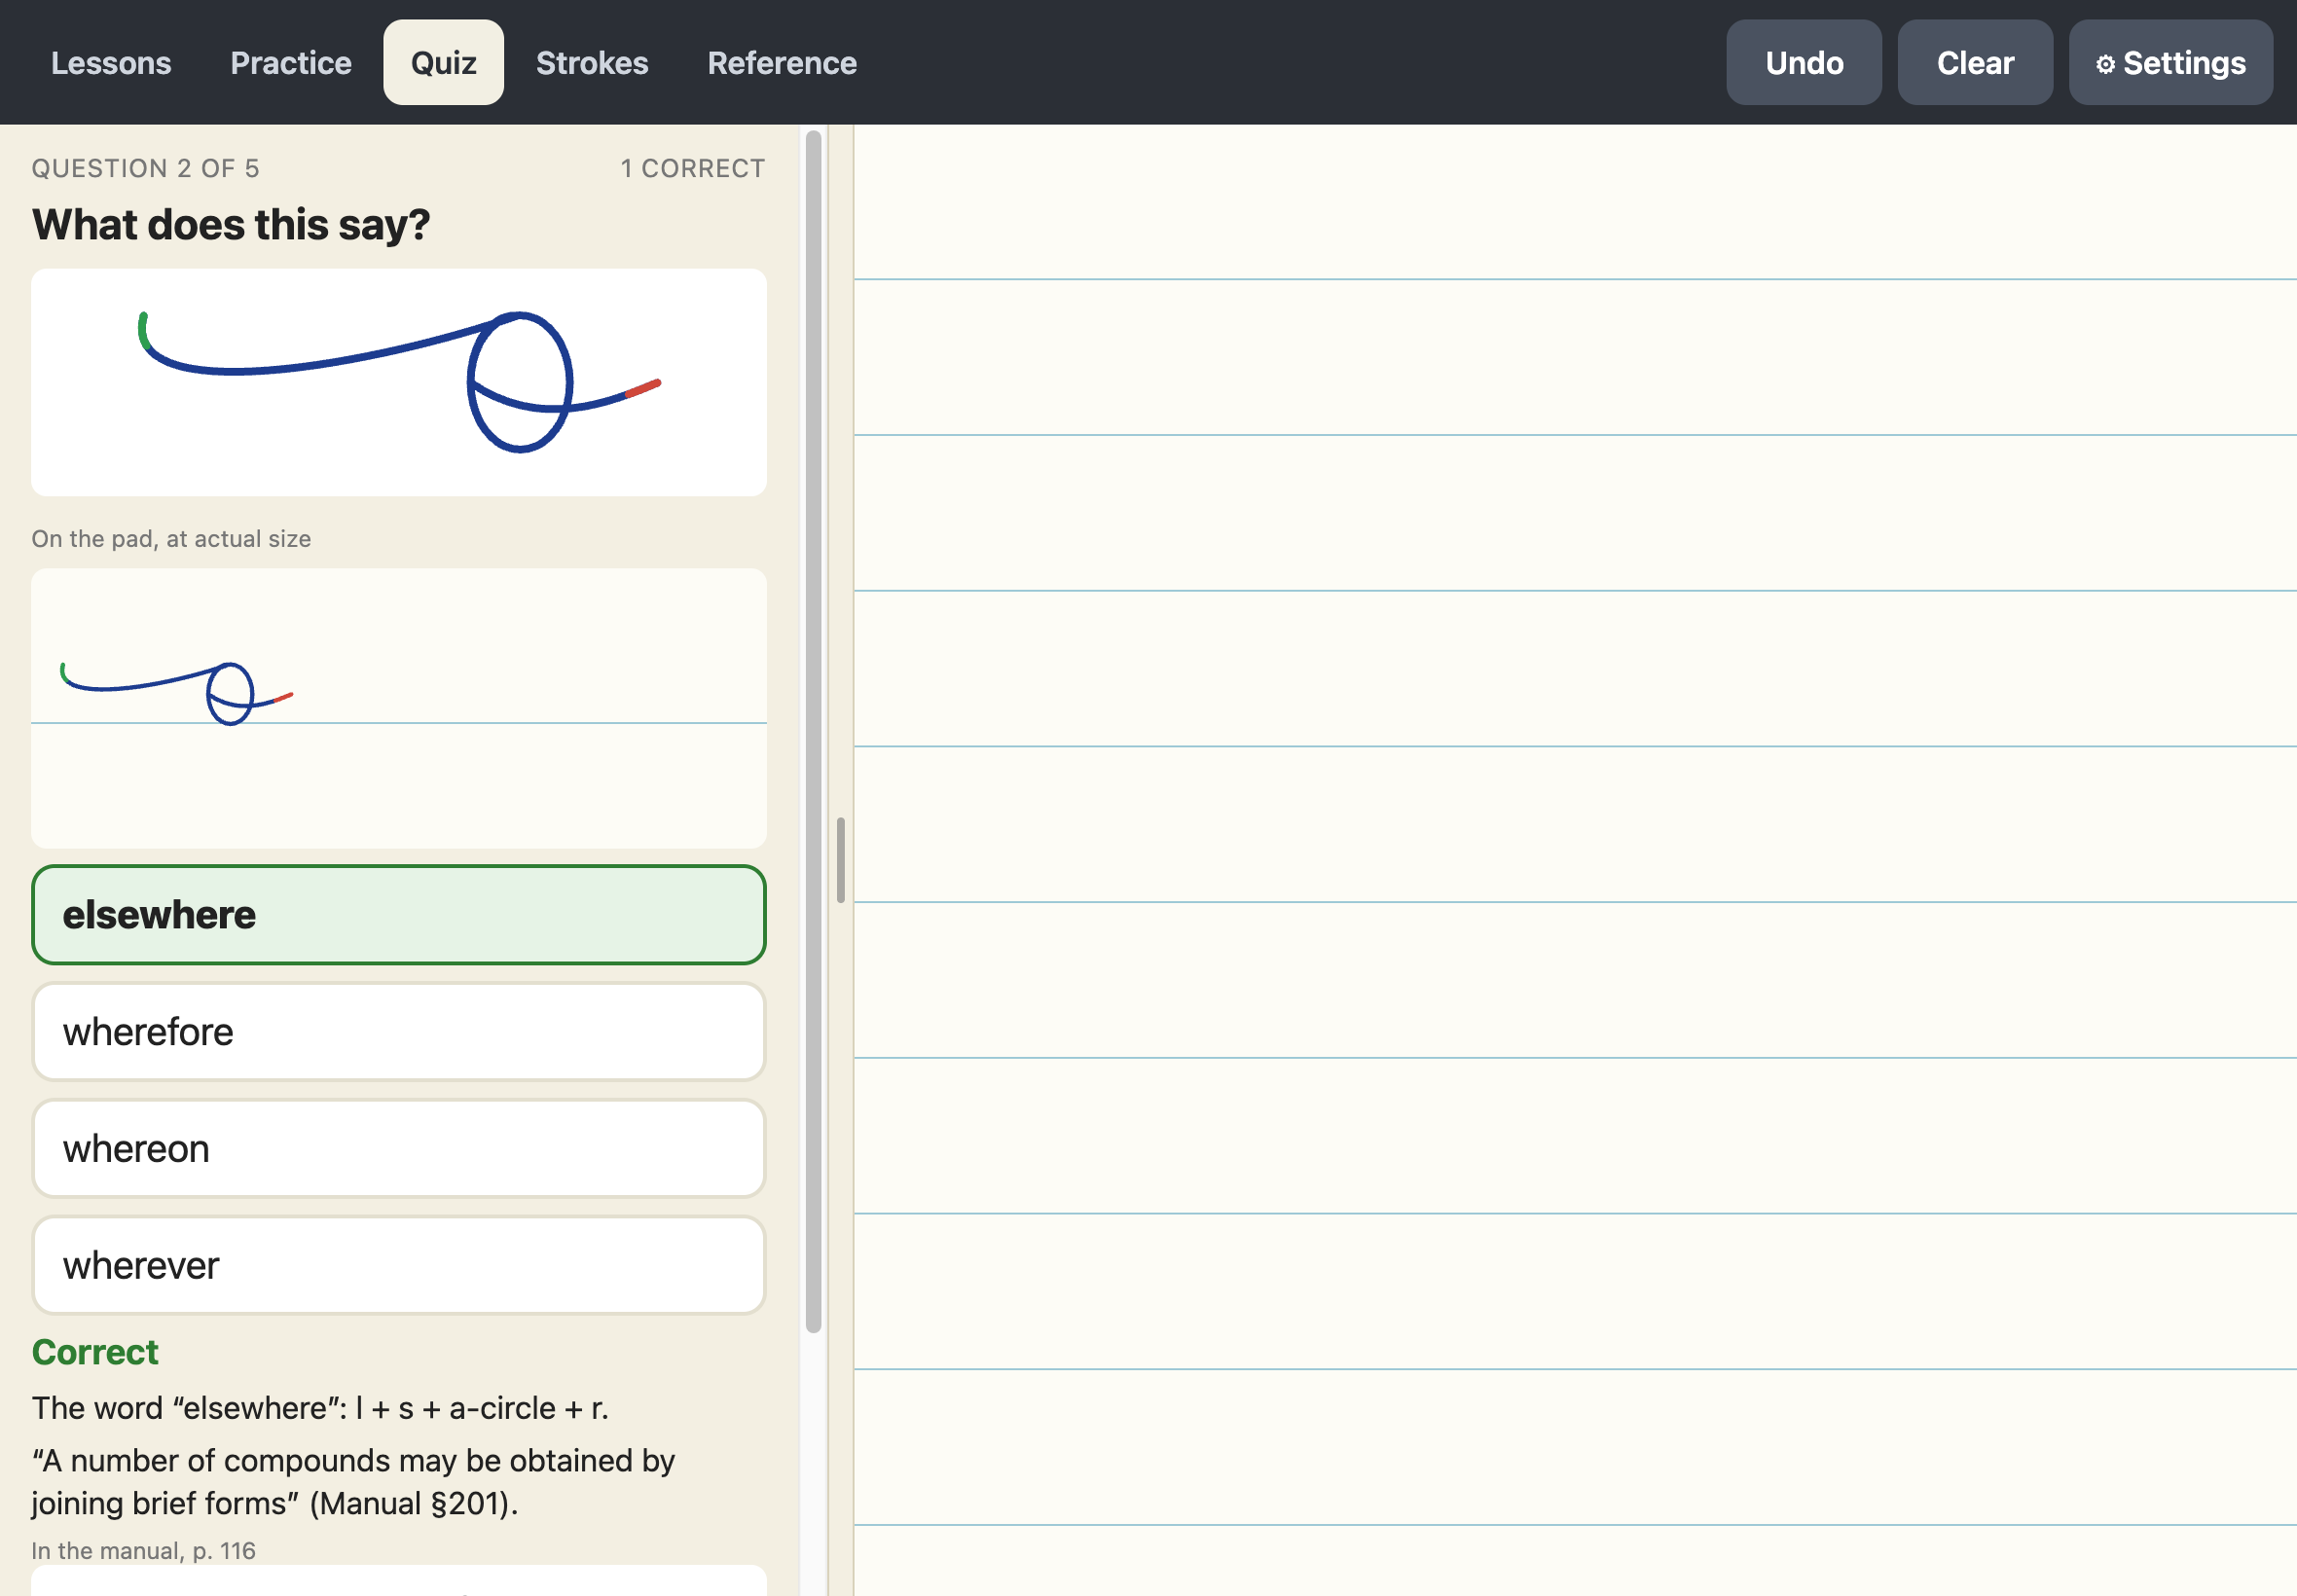 Lessons Practice Quiz Strokes Reference Undo Clear ⚙ Settings
QUESTION 2 OF 5 1 CORRECT
What does this say?
On the pad, at actual size
elsewhere
wherefore
whereon
wherever
Correct
The word “elsewhere”: l + s + a-circle + r.
“A number of compounds may be obtained by
joining brief forms” (Manual §201).
In the manual, p. 116